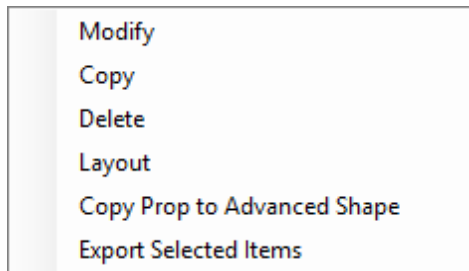 Modify
Copy
Delete
Layout
Copy Prop to Advanced Shape
Export Selected Items